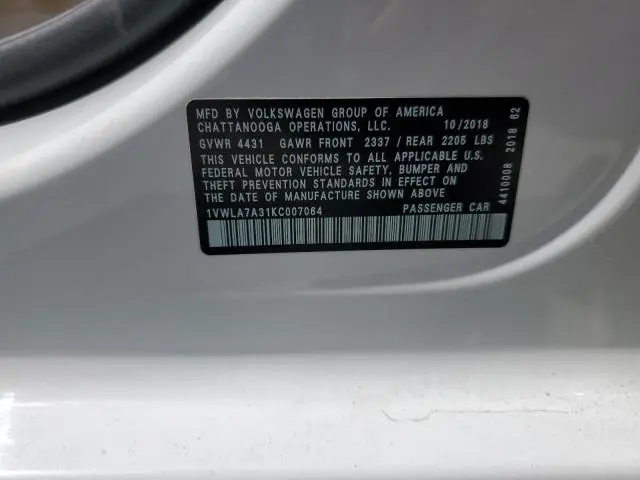 MFD BY VOLKSWAGEN GROUP OF AMERICA
CHATTANOOGA OPERATIONS, LLC. 10/2018
GVWR 4431 GAWR FRONT 2337 / REAR 2205 LBS
THIS VEHICLE CONFORMS TO ALL APPLICABLE U.S.
FEDERAL MOTOR VEHICLE SAFETY, BUMPER AND
THEFT PREVENTION STANDARDS IN EFFECT ON
THE DATE OF MANUFACTURE SHOWN ABOVE
1VWLA7A31KC007064 PASSENGER CAR
4410008 2018 62